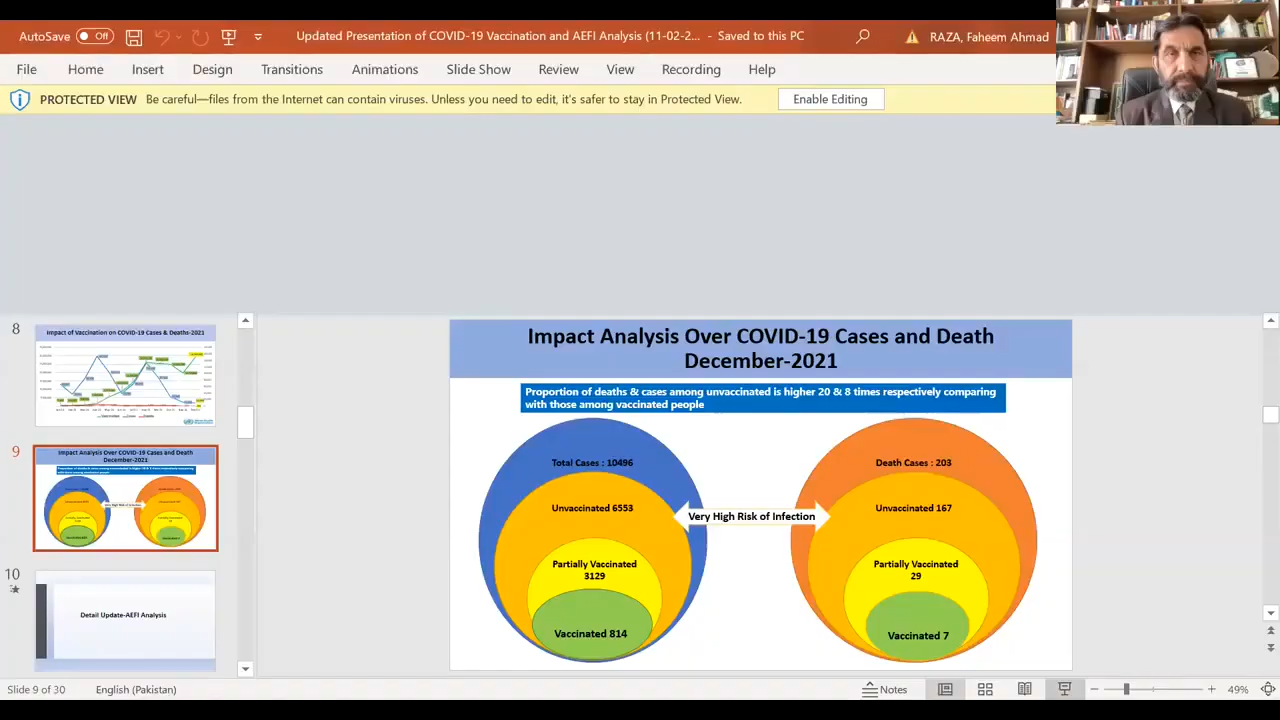 AutoSave Off
Updated Presentation of COVID-19 Vaccination and AEFI Analysis (11-02-2... - Saved to this PC
RAZA, Faheem Ahmad
File Home Insert Design Transitions Animations Slide Show Review View Recording Help
PROTECTED VIEW Be careful—files from the Internet can contain viruses. Unless you need to edit, it's safer to stay in Protected View. Enable Editing
8
Impact of Vaccination on COVID-19 Cases & Deaths-2021
9
Impact Analysis Over COVID-19 Cases and Death
December-2021
Very High Risk of Infection
10
Detail Update-AEFI Analysis
Impact Analysis Over COVID-19 Cases and Death
December-2021
Proportion of deaths & cases among unvaccinated is higher 20 & 8 times respectively comparing
with those among vaccinated people
Total Cases : 10496
Unvaccinated 6553
Partially Vaccinated
3129
Vaccinated 814
Very High Risk of Infection
Death Cases : 203
Unvaccinated 167
Partially Vaccinated
29
Vaccinated 7
Slide 9 of 30 English (Pakistan) Notes 49%